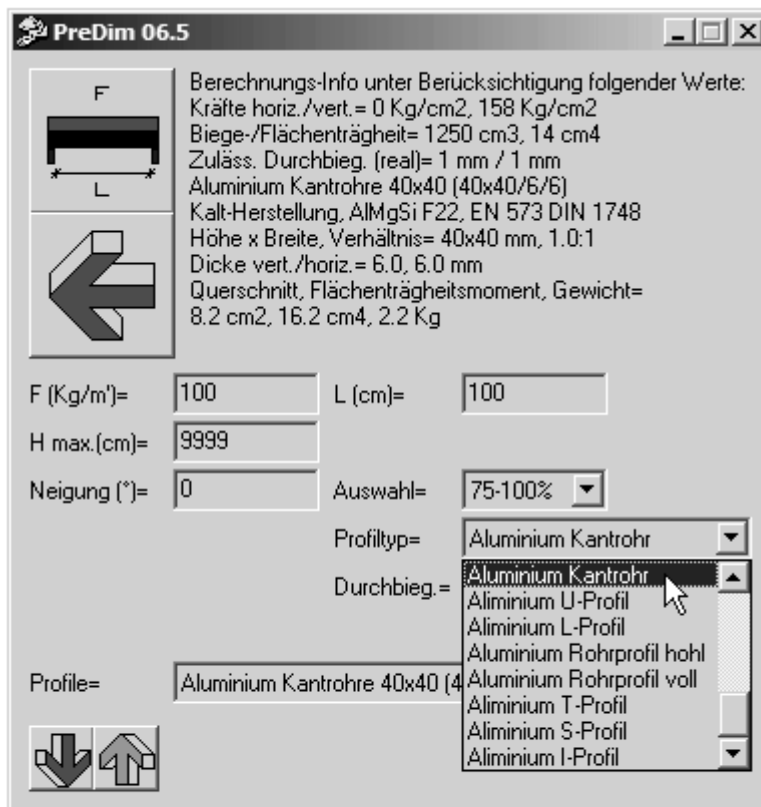 PreDim 06.5
F
L
Berechnungs-Info unter Berücksichtigung folgender Werte:
Kräfte horiz./vert.= 0 Kg/cm2, 158 Kg/cm2
Biege-/Flächenträgheit= 1250 cm3, 14 cm4
Zuläss. Durchbieg. (real)= 1 mm / 1 mm
Aluminium Kantrohre 40x40 (40x40/6/6)
Kalt-Herstellung, AlMgSi F22, EN 573 DIN 1748
Höhe x Breite, Verhältnis= 40x40 mm, 1.0:1
Dicke vert./horiz.= 6.0, 6.0 mm
Querschnitt, Flächenträgheitsmoment, Gewicht=
8.2 cm2, 16.2 cm4, 2.2 Kg
F (Kg/m')= 100 L (cm)= 100
H max.(cm)= 9999
Neigung (°)= 0 Auswahl= 75-100%
Profiltyp= Aluminium Kantrohr
Durchbieg.=
Aluminium Kantrohr
Aliminium U-Profil
Aliminium L-Profil
Aluminium Rohrprofil hohl
Aluminium Rohrprofil voll
Aliminium T-Profil
Aliminium S-Profil
Aliminium I-Profil
Profile= Aluminium Kantrohre 40x40 (4